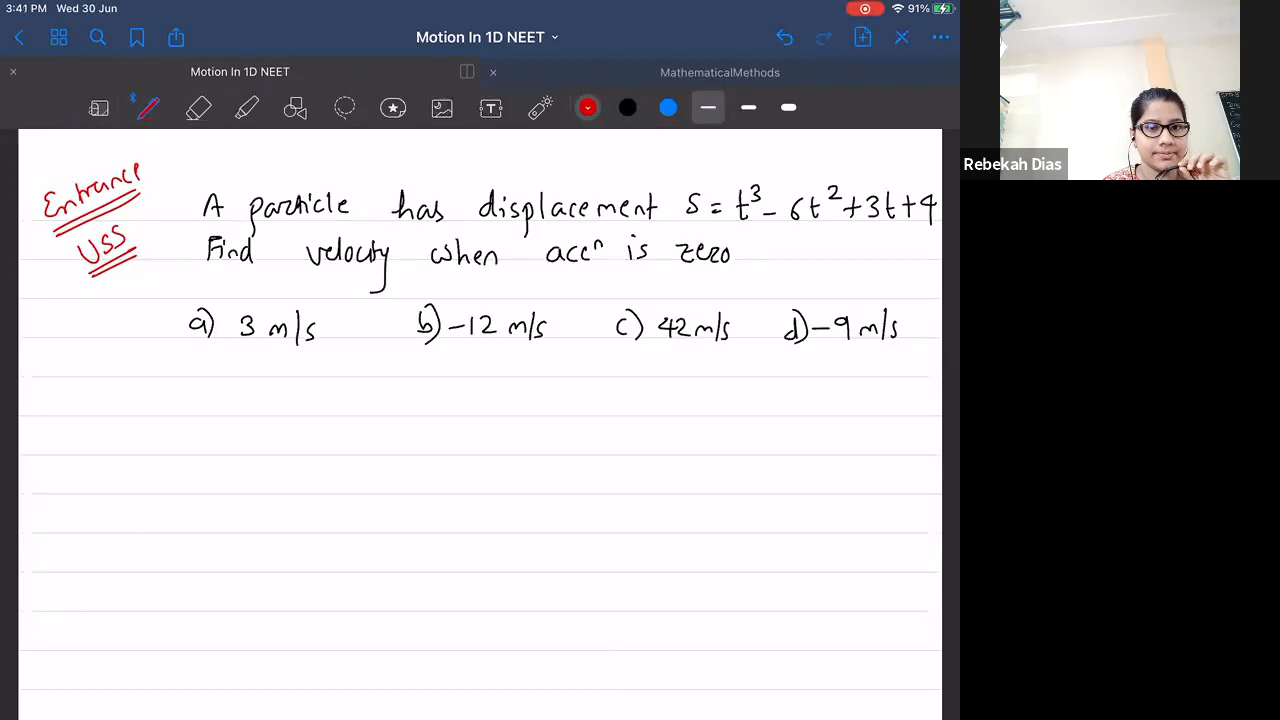 3:41 PM Wed 30 Jun
91%
Motion In 1D NEET
Motion In 1D NEET
MathematicalMethods
Rebekah Dias
Entrance
USS
A particle has displacement S = t³ - 6t² + 3t + 4
Find velocity when accⁿ is zero
a) 3 m/s b) -12 m/s c) 42 m/s d) -9 m/s